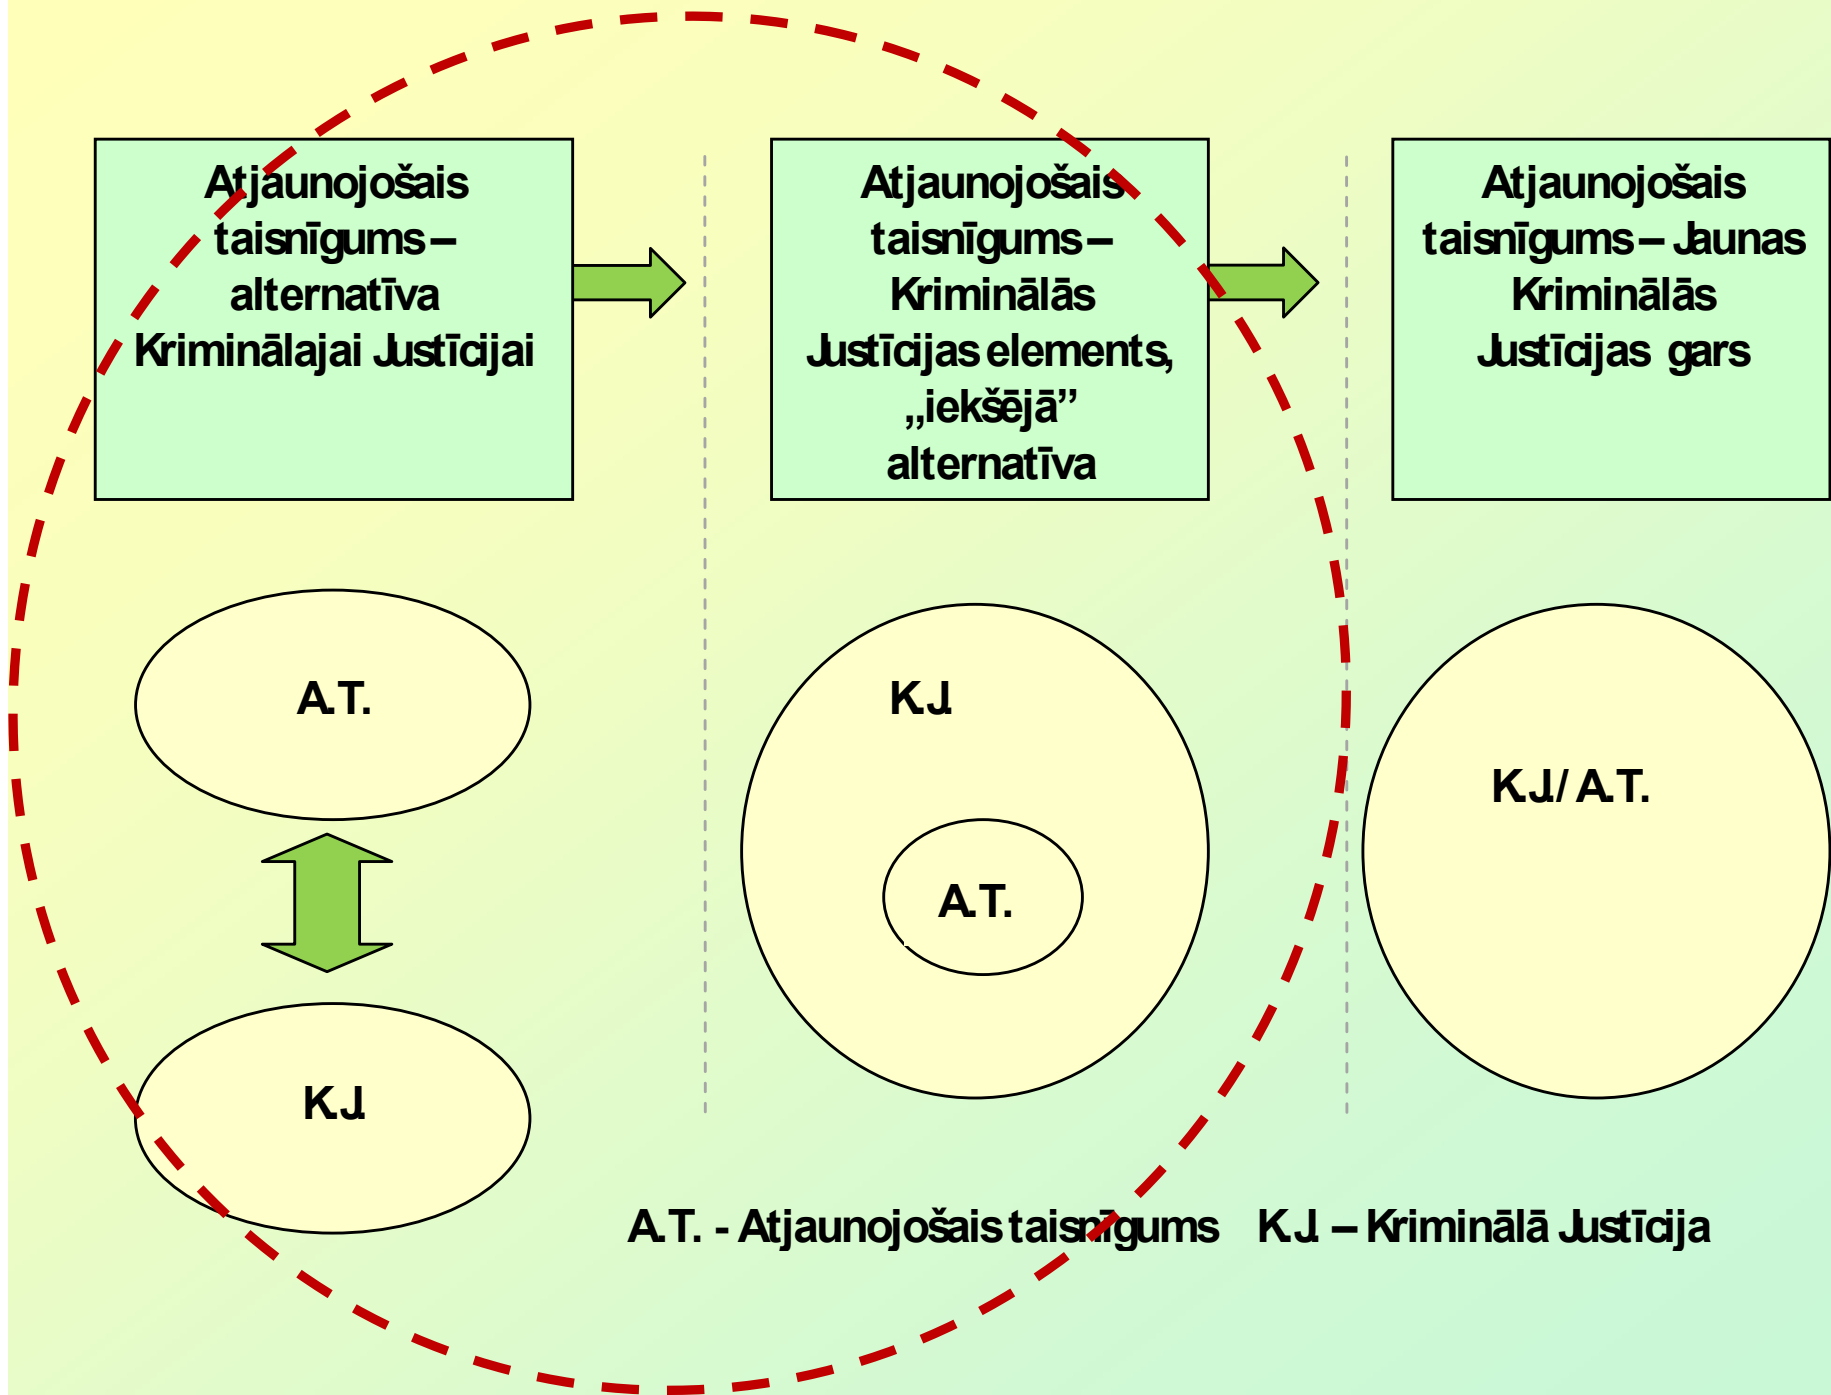 Atjaunojošais
taisnīgums –
alternatīva
Kriminālajai Justīcijai
Atjaunojošais
taisnīgums –
Kriminālās
Justīcijas elements,
„iekšējā”
alternatīva
Atjaunojošais
taisnīgums – Jaunas
Kriminālās
Justīcijas gars
A.T.
K.J.
K.J.
A.T.
K.J./ A.T.
A.T. - Atjaunojošais taisnīgums K.J. – Kriminālā Justīcija